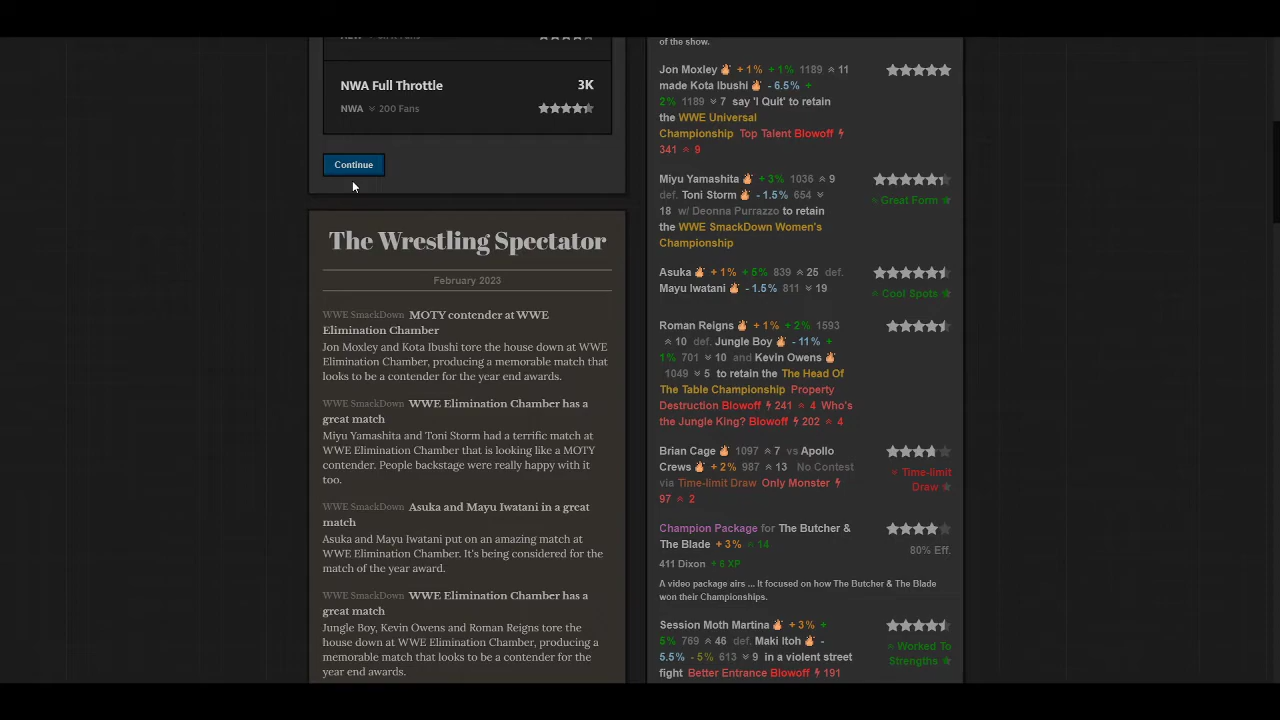 NWA Full Throttle 3K
NWA 200 Fans
Continue
The Wrestling Spectator
February 2023
WWE SmackDown MOTY contender at WWE
Elimination Chamber
Jon Moxley and Kota Ibushi tore the house down at WWE
Elimination Chamber, producing a memorable match that
looks to be a contender for the year end awards.
WWE SmackDown WWE Elimination Chamber has a
great match
Miyu Yamashita and Toni Storm had a terrific match at
WWE Elimination Chamber that is looking like a MOTY
contender. People backstage were really happy with it
too.
WWE SmackDown Asuka and Mayu Iwatani in a great
match
Asuka and Mayu Iwatani put on an amazing match at
WWE Elimination Chamber. It's being considered for the
match of the year award.
WWE SmackDown WWE Elimination Chamber has a
great match
Jungle Boy, Kevin Owens and Roman Reigns tore the
house down at WWE Elimination Chamber, producing a
memorable match that looks to be a contender for the
year end awards.
of the show.
Jon Moxley + 1% + 1% 1189 11
made Kota Ibushi - 6.5% +
2% 1189 7 say 'I Quit' to retain
the WWE Universal
Championship Top Talent Blowoff
341 9
Miyu Yamashita + 3% 1036 9
def. Toni Storm - 1.5% 654
18 w/ Deonna Purrazzo to retain
the WWE SmackDown Women's
Championship
Great Form
Asuka + 1% + 5% 839 25 def.
Mayu Iwatani - 1.5% 811 19
Cool Spots
Roman Reigns + 1% + 2% 1593
10 def. Jungle Boy - 11% +
1% 701 10 and Kevin Owens
1049 5 to retain the The Head Of
The Table Championship Property
Destruction Blowoff 241 4 Who's
the Jungle King? Blowoff 202 4
Brian Cage 1097 7 vs Apollo
Crews + 2% 987 13 No Contest
via Time-limit Draw Only Monster
97 2
Time-limit
Draw
Champion Package for The Butcher &
The Blade + 3% 14
80% Eff.
411 Dixon + 6 XP
A video package airs ... It focused on how The Butcher & The Blade
won their Championships.
Session Moth Martina + 3% +
5% 769 46 def. Maki Itoh -
5.5% - 5% 613 9 in a violent street
fight Better Entrance Blowoff 191
Worked To
Strengths